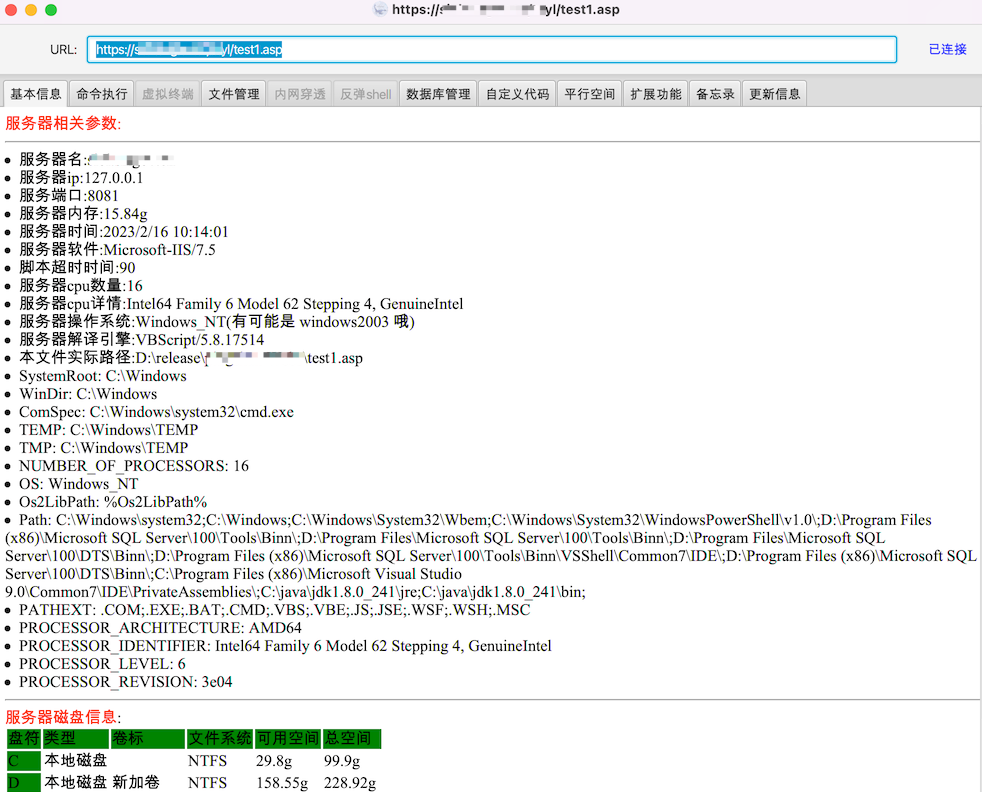 https://s yl/test1.asp
URL: https://s yl/test1.asp 已连接
基本信息 命令执行 虚拟终端 文件管理 内网穿透 反弹shell 数据库管理 自定义代码 平行空间 扩展功能 备忘录 更新信息
服务器相关参数:
服务器名:
服务器ip:127.0.0.1
服务端口:8081
服务器内存:15.84g
服务器时间:2023/2/16 10:14:01
服务器软件:Microsoft-IIS/7.5
脚本超时时间:90
服务器cpu数量:16
服务器cpu详情:Intel64 Family 6 Model 62 Stepping 4, GenuineIntel
服务器操作系统:Windows_NT(有可能是 windows2003 哦)
服务器解译引擎:VBScript/5.8.17514
本文件实际路径:D:\release\ \test1.asp
SystemRoot: C:\Windows
WinDir: C:\Windows
ComSpec: C:\Windows\system32\cmd.exe
TEMP: C:\Windows\TEMP
TMP: C:\Windows\TEMP
NUMBER_OF_PROCESSORS: 16
OS: Windows_NT
Os2LibPath: %Os2LibPath%
Path: C:\Windows\system32;C:\Windows;C:\Windows\System32\Wbem;C:\Windows\System32\WindowsPowerShell\v1.0\;D:\Program Files
(x86)\Microsoft SQL Server\100\Tools\Binn\;D:\Program Files\Microsoft SQL Server\100\Tools\Binn\;D:\Program Files\Microsoft SQL
Server\100\DTS\Binn\;D:\Program Files (x86)\Microsoft SQL Server\100\Tools\Binn\VSShell\Common7\IDE\;D:\Program Files (x86)\Microsoft SQL
Server\100\DTS\Binn\;C:\Program Files (x86)\Microsoft Visual Studio
9.0\Common7\IDE\PrivateAssemblies\;C:\java\jdk1.8.0_241\jre;C:\java\jdk1.8.0_241\bin;
PATHEXT: .COM;.EXE;.BAT;.CMD;.VBS;.VBE;.JS;.JSE;.WSF;.WSH;.MSC
PROCESSOR_ARCHITECTURE: AMD64
PROCESSOR_IDENTIFIER: Intel64 Family 6 Model 62 Stepping 4, GenuineIntel
PROCESSOR_LEVEL: 6
PROCESSOR_REVISION: 3e04
服务器磁盘信息:
盘符 类型 卷标 文件系统 可用空间 总空间
C 本地磁盘 NTFS 29.8g 99.9g
D 本地磁盘 新加卷 NTFS 158.55g 228.92g